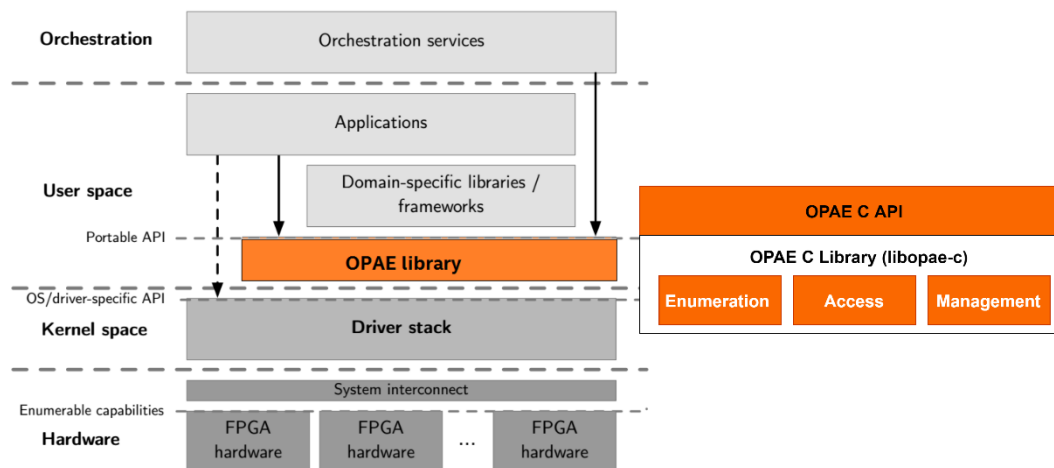 Orchestration
Orchestration services
Applications
User space
Domain-specific libraries /
frameworks
Portable API
OPAE library
OS/driver-specific API
Kernel space
Driver stack
System interconnect
Enumerable capabilities
Hardware
FPGA
hardware
FPGA
hardware
...
FPGA
hardware
OPAE C API
OPAE C Library (libopae-c)
Enumeration
Access
Management